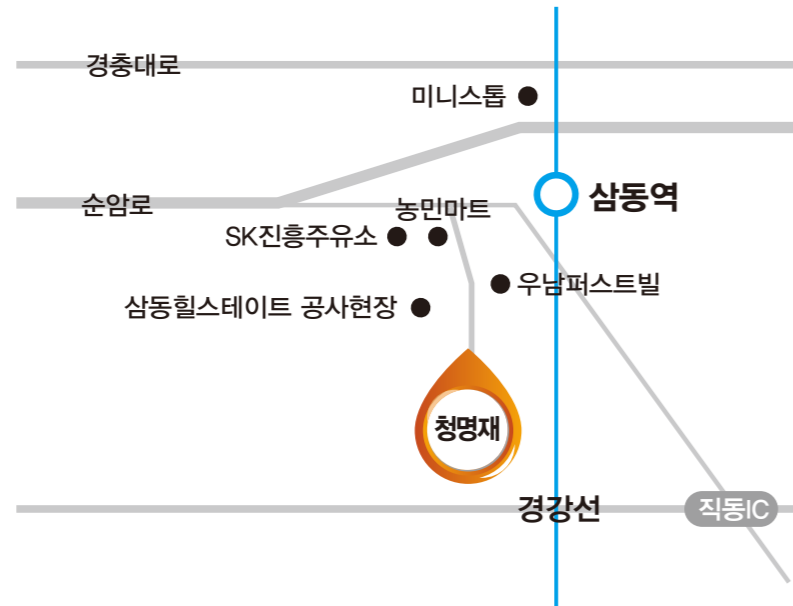 경충대로
미니스톱
삼동역
순암로
농민마트
SK진흥주유소
우남퍼스트빌
삼동힐스테이트 공사현장
청명재
경강선
직동IC